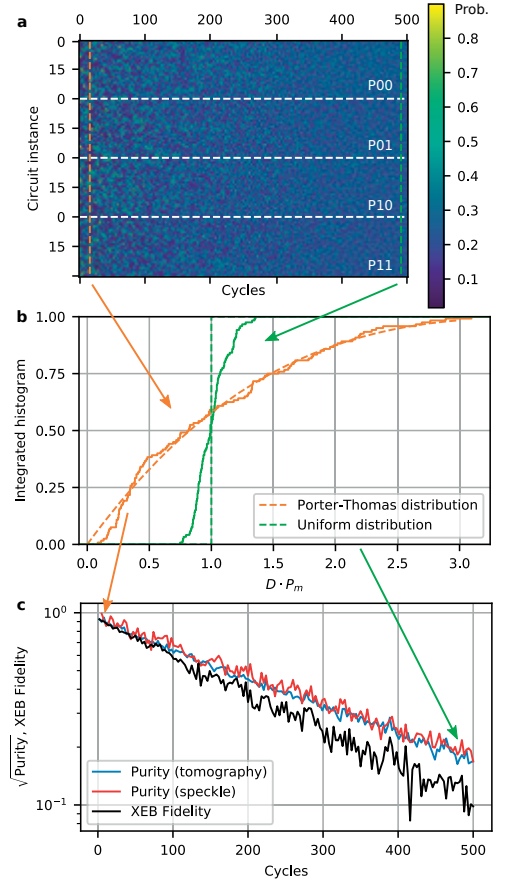 a
0 100 200 300 400 500
Prob.
0
15
0
15
0
15
0
15
Circuit instance
P00
P01
P10
P11
0.8
0.7
0.6
0.5
0.4
0.3
0.2
0.1
Cycles
b
1.00
0.75
0.50
0.25
0.00
Integrated histogram
Porter-Thomas distribution
Uniform distribution
0.0 0.5 1.0 1.5 2.0 2.5 3.0
D · Pₘ
c
10⁰
10⁻¹
√Purity, XEB Fidelity
Purity (tomography)
Purity (speckle)
XEB Fidelity
0 100 200 300 400 500
Cycles